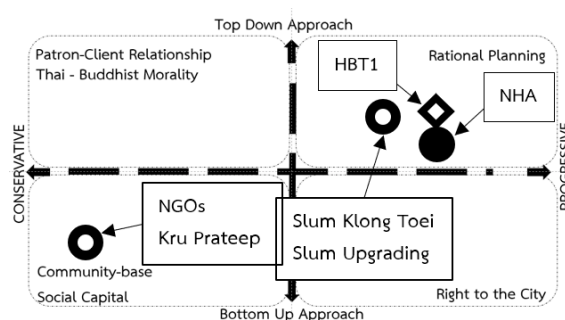 Top Down Approach
Patron-Client Relationship
Thai - Buddhist Morality
Rational Planning
HBT1
NHA
CONSERVATIVE
PROGRESSIVE
NGOs
Kru Prateep
Slum Klong Toei
Slum Upgrading
Community-base
Social Capital
Right to the City
Bottom Up Approach